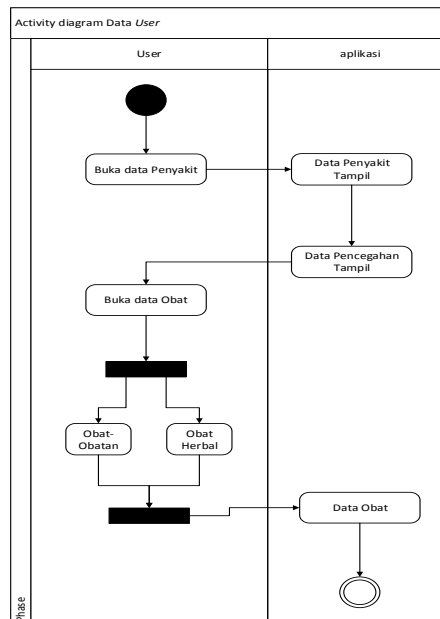 Activity diagram Data User
User
aplikasi
Buka data Penyakit
Data Penyakit
Tampil
Data Pencegahan
Tampil
Buka data Obat
Obat-
Obatan
Obat
Herbal
Data Obat
Phase